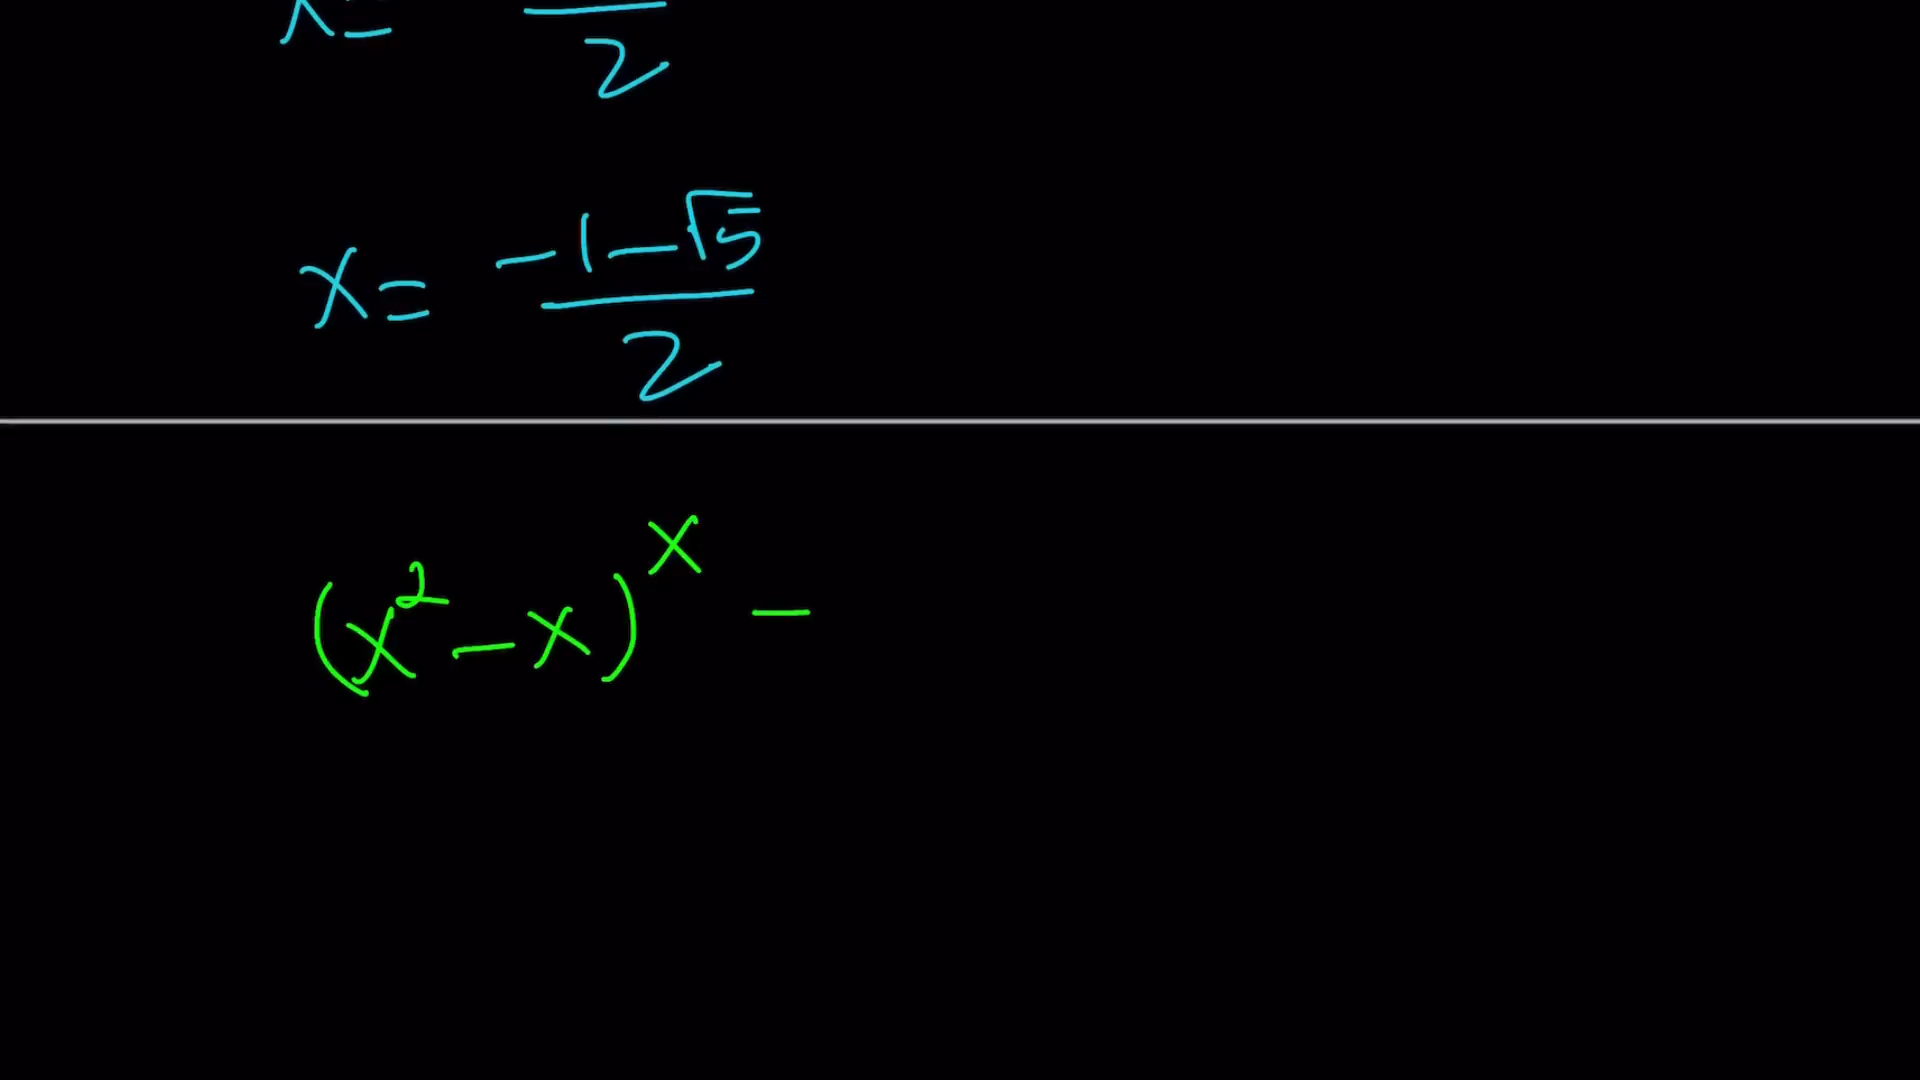 x = / 2
x = (-1 - √5) / 2
(x² - x)ˣ -